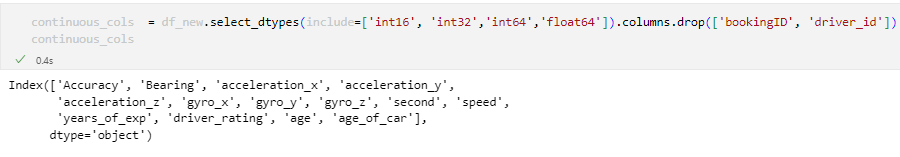 continuous_cols = df_new.select_dtypes(include=['int16', 'int32','int64','float64']).columns.drop(['bookingID', 'driver_id'])
continuous_cols
✓ 0.4s
Index(['Accuracy', 'Bearing', 'acceleration_x', 'acceleration_y',
'acceleration_z', 'gyro_x', 'gyro_y', 'gyro_z', 'second', 'speed',
'years_of_exp', 'driver_rating', 'age', 'age_of_car'],
dtype='object')